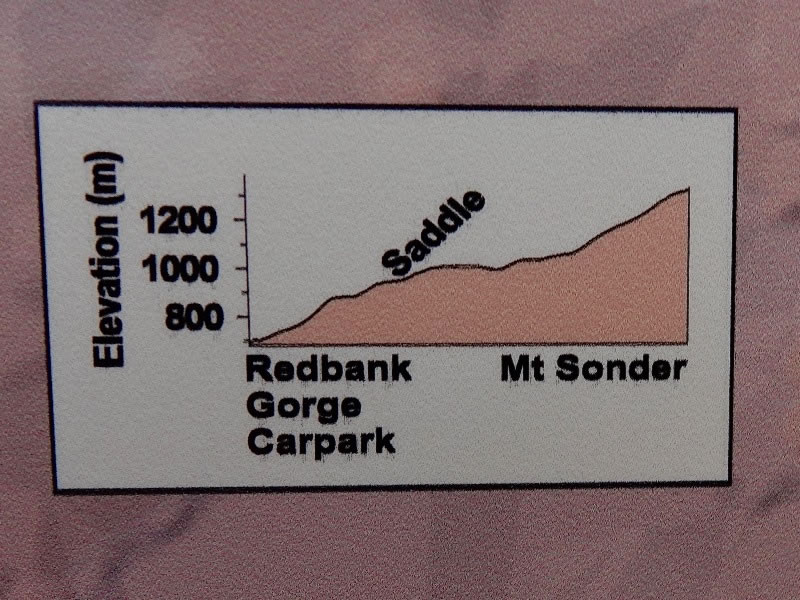 Elevation (m)
1200
1000
800
Saddle
Redbank
Gorge
Carpark
Mt Sonder